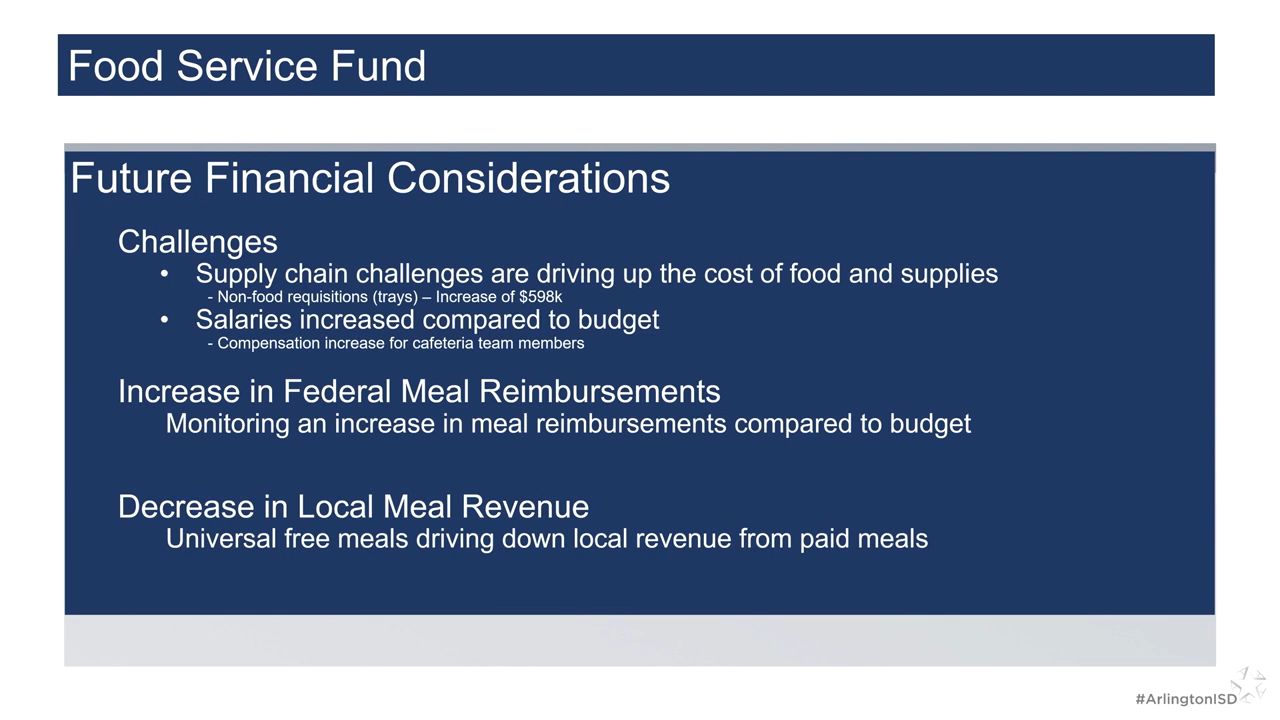 Food Service Fund
Future Financial Considerations
Challenges
• Supply chain challenges are driving up the cost of food and supplies
- Non-food requisitions (trays) – Increase of $598k
• Salaries increased compared to budget
- Compensation increase for cafeteria team members
Increase in Federal Meal Reimbursements
Monitoring an increase in meal reimbursements compared to budget
Decrease in Local Meal Revenue
Universal free meals driving down local revenue from paid meals
#ArlingtonISD